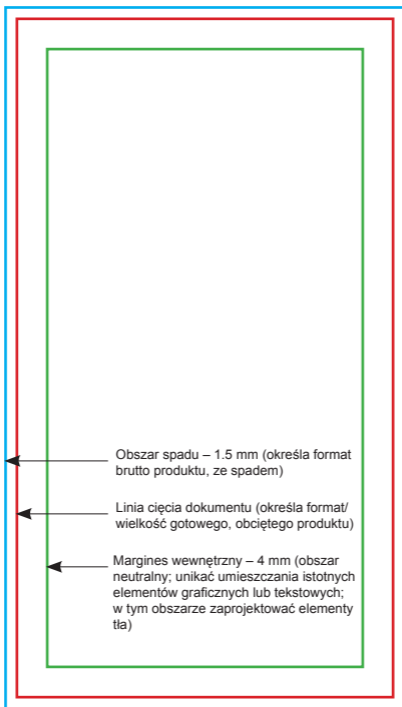 Obszar spadu – 1.5 mm (określa format
brutto produktu, ze spadem)
Linia cięcia dokumentu (określa format/
wielkość gotowego, obciętego produktu)
Margines wewnętrzny – 4 mm (obszar
neutralny; unikać umieszczania istotnych
elementów graficznych lub tekstowych;
w tym obszarze zaprojektować elementy
tła)